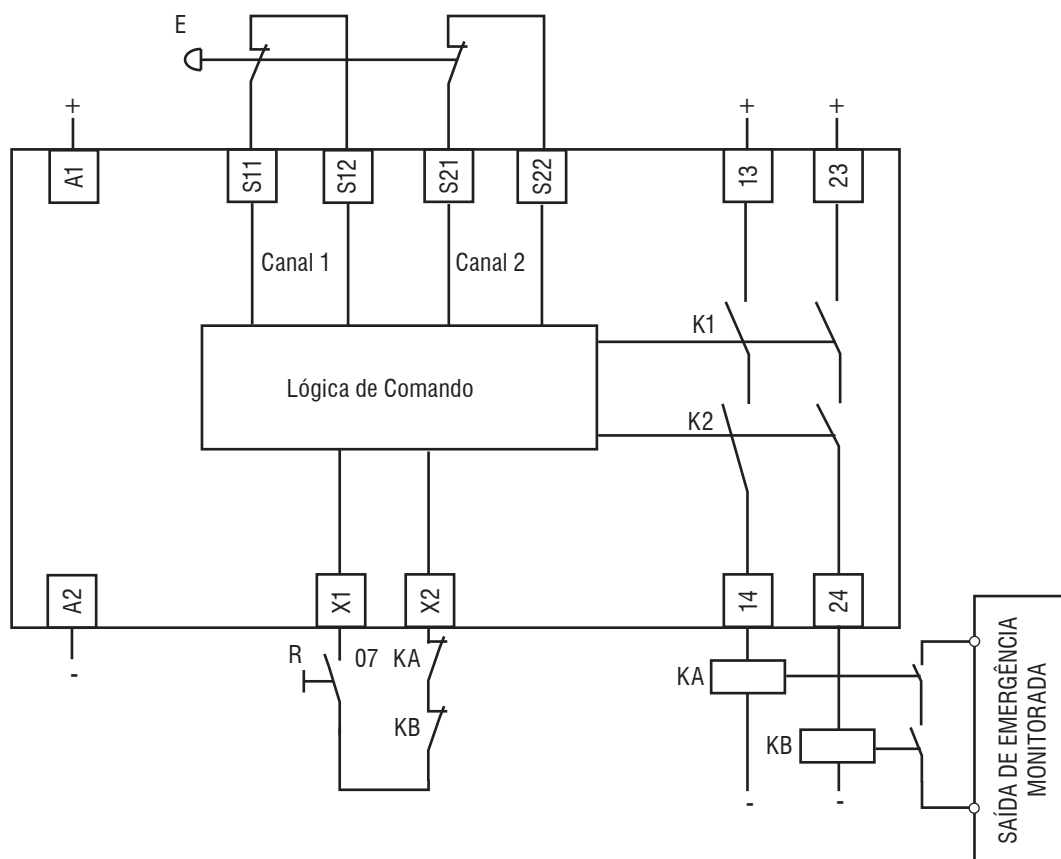 E
+
+
+
A1
S11
S12
S21
S22
13
23
Canal 1
Canal 2
K1
Lógica de Comando
K2
A2
X1
X2
14
24
-
R
07
KA
KB
KA
KB
-
-
SAÍDA DE EMERGÊNCIA
MONITORADA